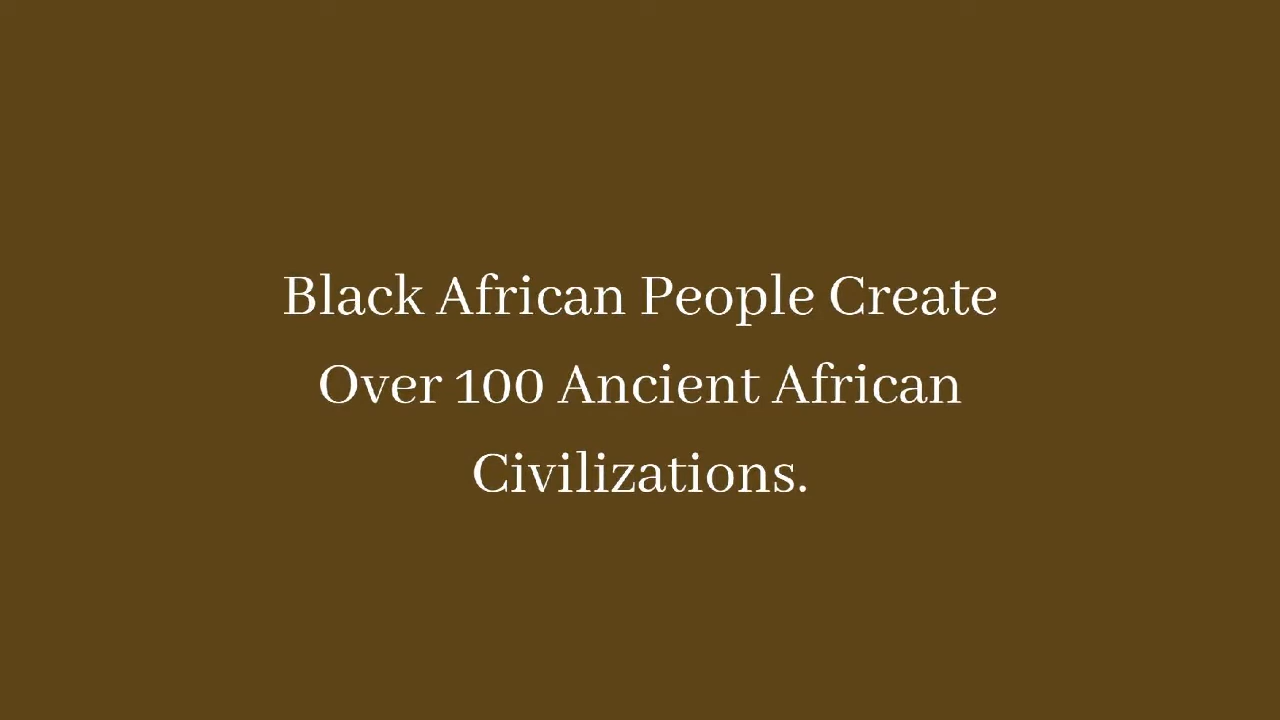 Black African People Create
Over 100 Ancient African
Civilizations.